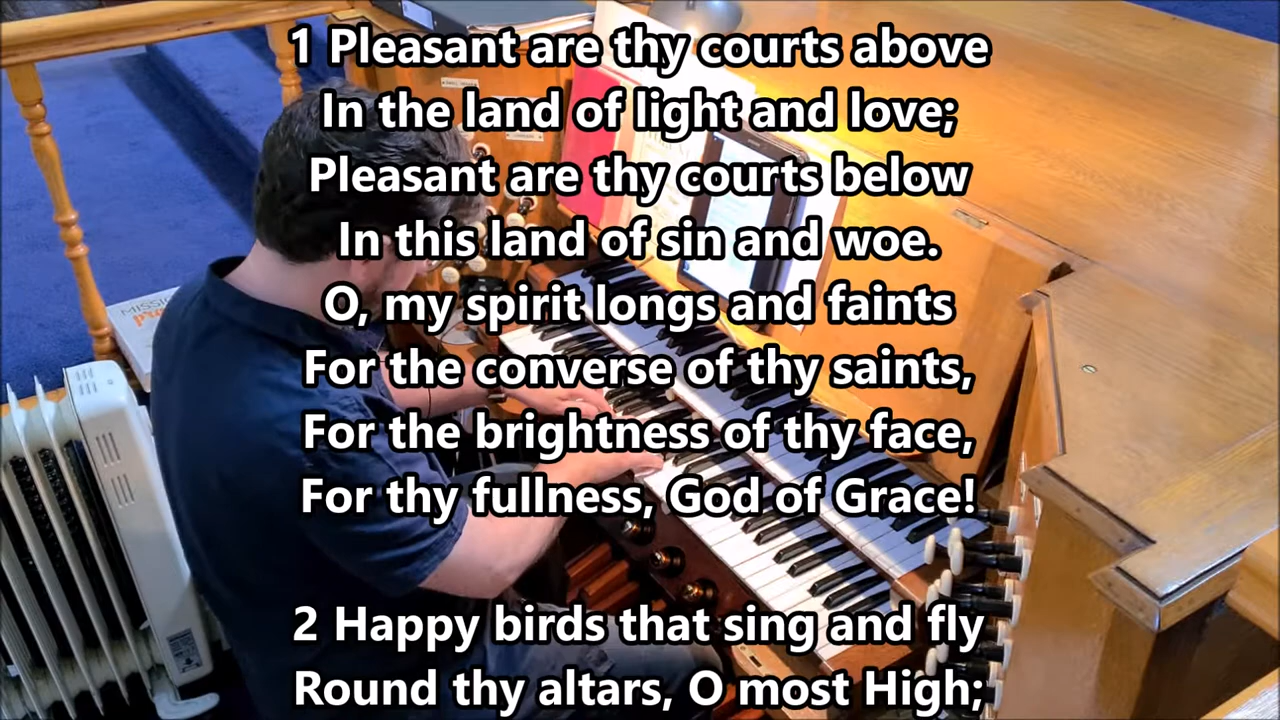 1 Pleasant are thy courts above
In the land of light and love;
Pleasant are thy courts below
In this land of sin and woe.
O, my spirit longs and faints
For the converse of thy saints,
For the brightness of thy face,
For thy fullness, God of Grace!
2 Happy birds that sing and fly
Round thy altars, O most High;